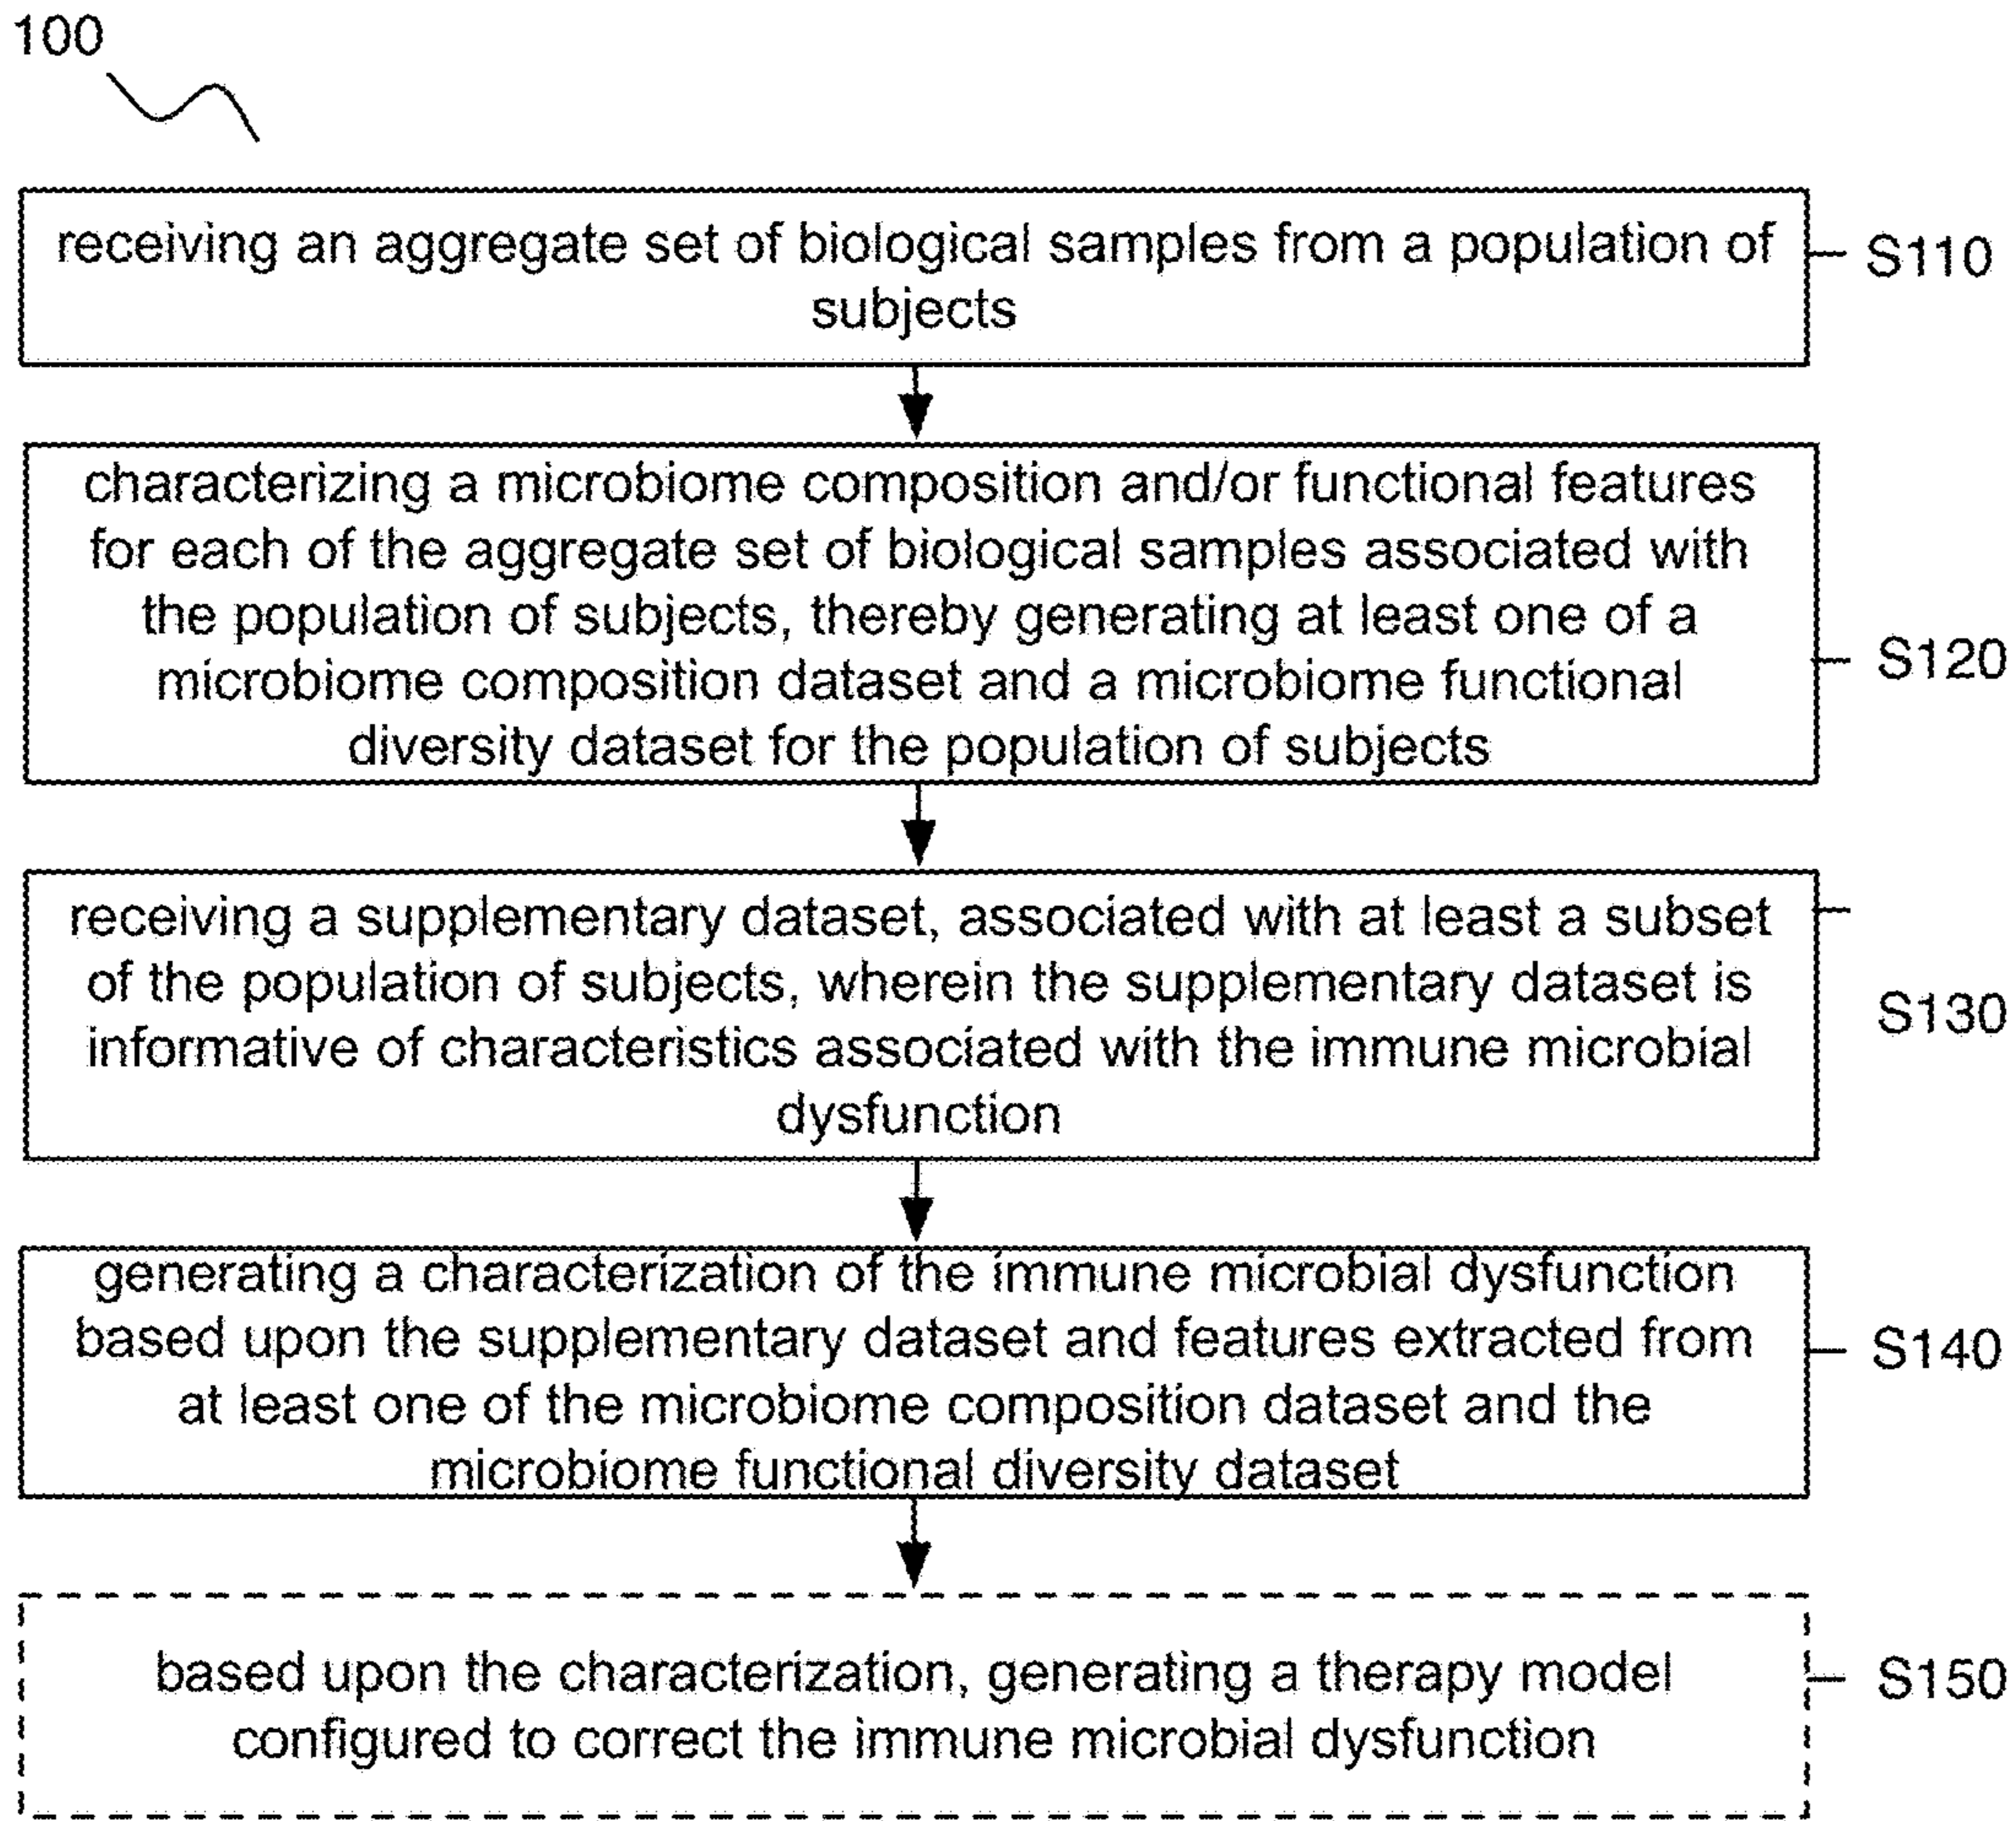 100
receiving an aggregate set of biological samples from a population of
subjects
S110
characterizing a microbiome composition and/or functional features
for each of the aggregate set of biological samples associated with
the population of subjects, thereby generating at least one of a
microbiome composition dataset and a microbiome functional
diversity dataset for the population of subjects
S120
receiving a supplementary dataset, associated with at least a subset
of the population of subjects, wherein the supplementary dataset is
informative of characteristics associated with the immune microbial
dysfunction
S130
generating a characterization of the immune microbial dysfunction
based upon the supplementary dataset and features extracted from
at least one of the microbiome composition dataset and the
microbiome functional diversity dataset
S140
based upon the characterization, generating a therapy model
configured to correct the immune microbial dysfunction
S150